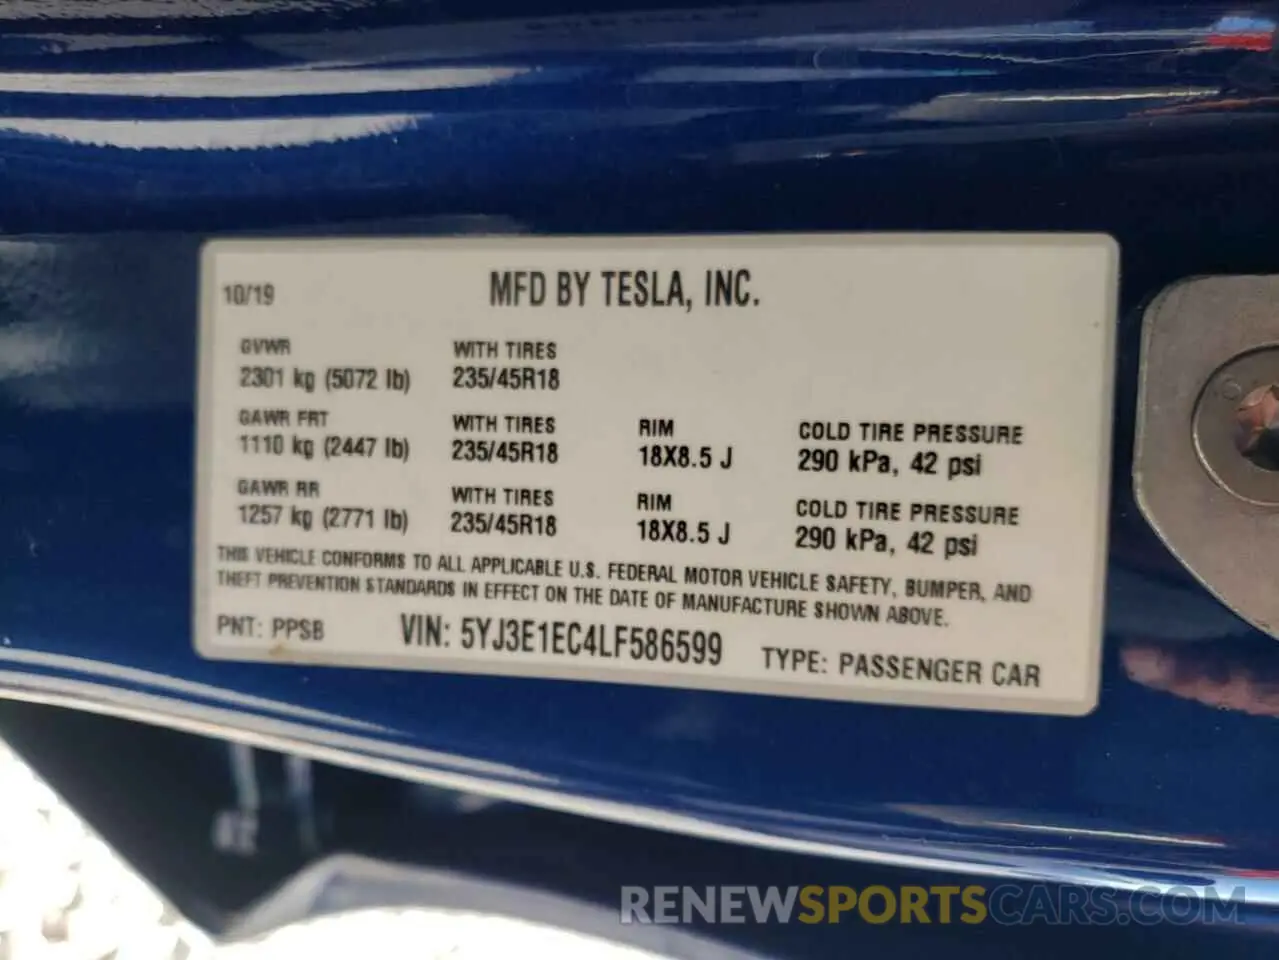 10/19 MFD BY TESLA, INC.
GVWR WITH TIRES
2301 kg (5072 lb) 235/45R18
GAWR FRT WITH TIRES RIM COLD TIRE PRESSURE
1110 kg (2447 lb) 235/45R18 18X8.5 J 290 kPa, 42 psi
GAWR RR WITH TIRES RIM COLD TIRE PRESSURE
1257 kg (2771 lb) 235/45R18 18X8.5 J 290 kPa, 42 psi
THIS VEHICLE CONFORMS TO ALL APPLICABLE U.S. FEDERAL MOTOR VEHICLE SAFETY, BUMPER, AND
THEFT PREVENTION STANDARDS IN EFFECT ON THE DATE OF MANUFACTURE SHOWN ABOVE.
PNT: PPSB VIN: 5YJ3E1EC4LF586599 TYPE: PASSENGER CAR
RENEWSPORTSCARS.COM